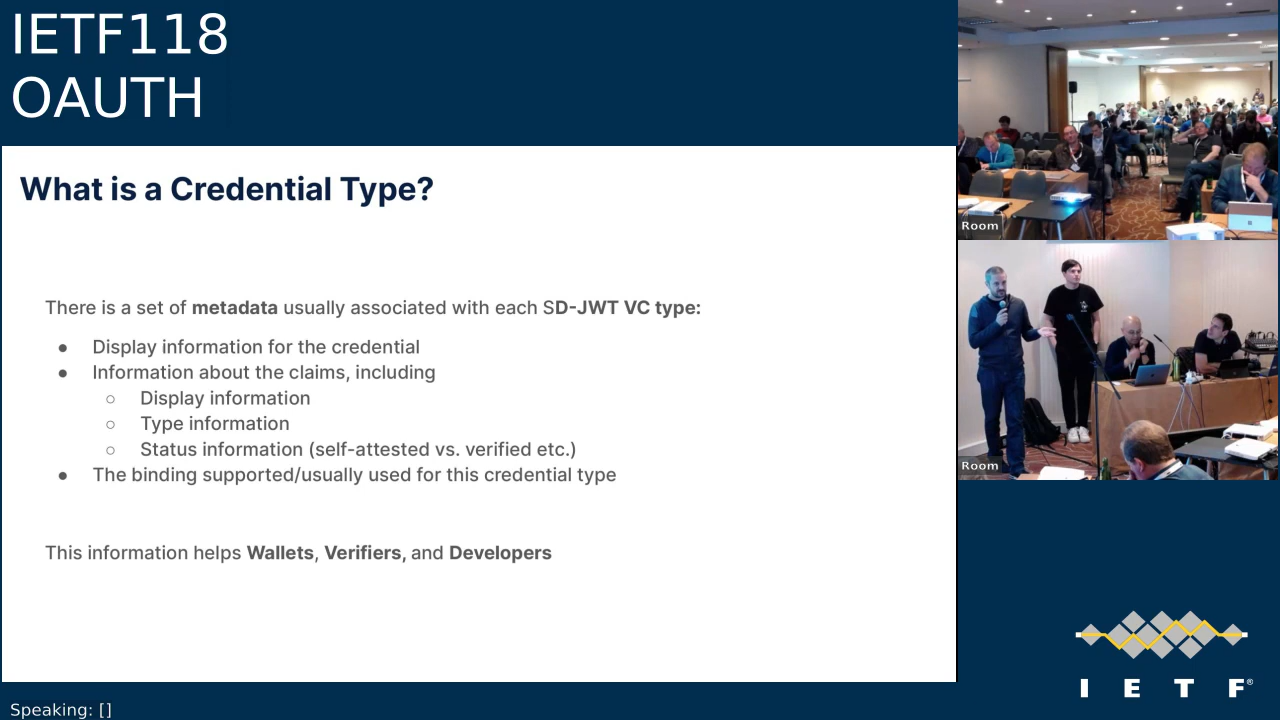 IETF118
OAUTH
What is a Credential Type?
There is a set of metadata usually associated with each SD-JWT VC type:
● Display information for the credential
● Information about the claims, including
○ Display information
○ Type information
○ Status information (self-attested vs. verified etc.)
● The binding supported/usually used for this credential type
This information helps Wallets, Verifiers, and Developers
Speaking: []
Room
Room
I E T F®